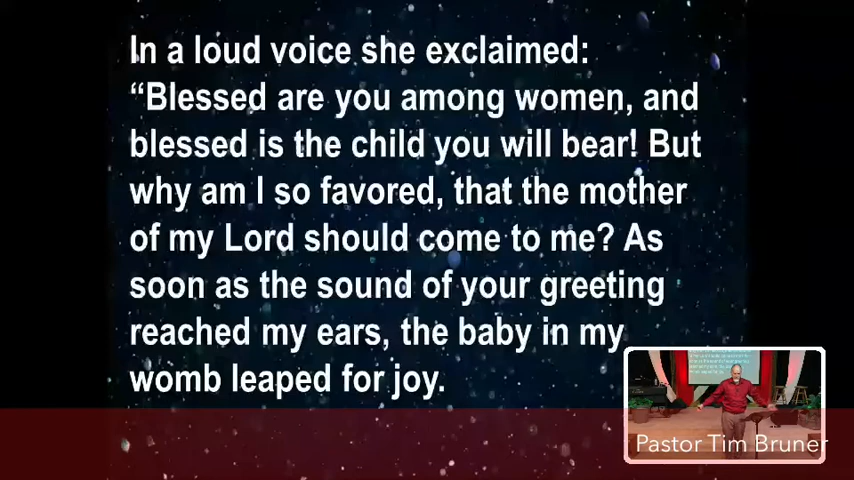 In a loud voice she exclaimed:
“Blessed are you among women, and
blessed is the child you will bear! But
why am I so favored, that the mother
of my Lord should come to me? As
soon as the sound of your greeting
reached my ears, the baby in my
womb leaped for joy.
Pastor Tim Bruner